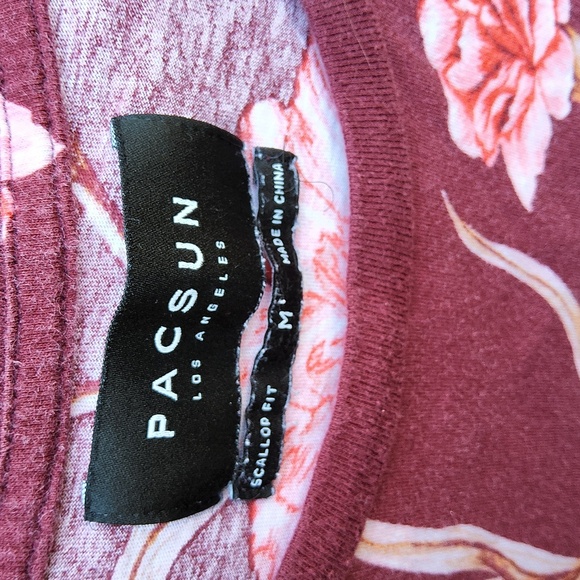 PACSUN
LOS ANGELES
SCALLOP FIT M MADE IN CHINA